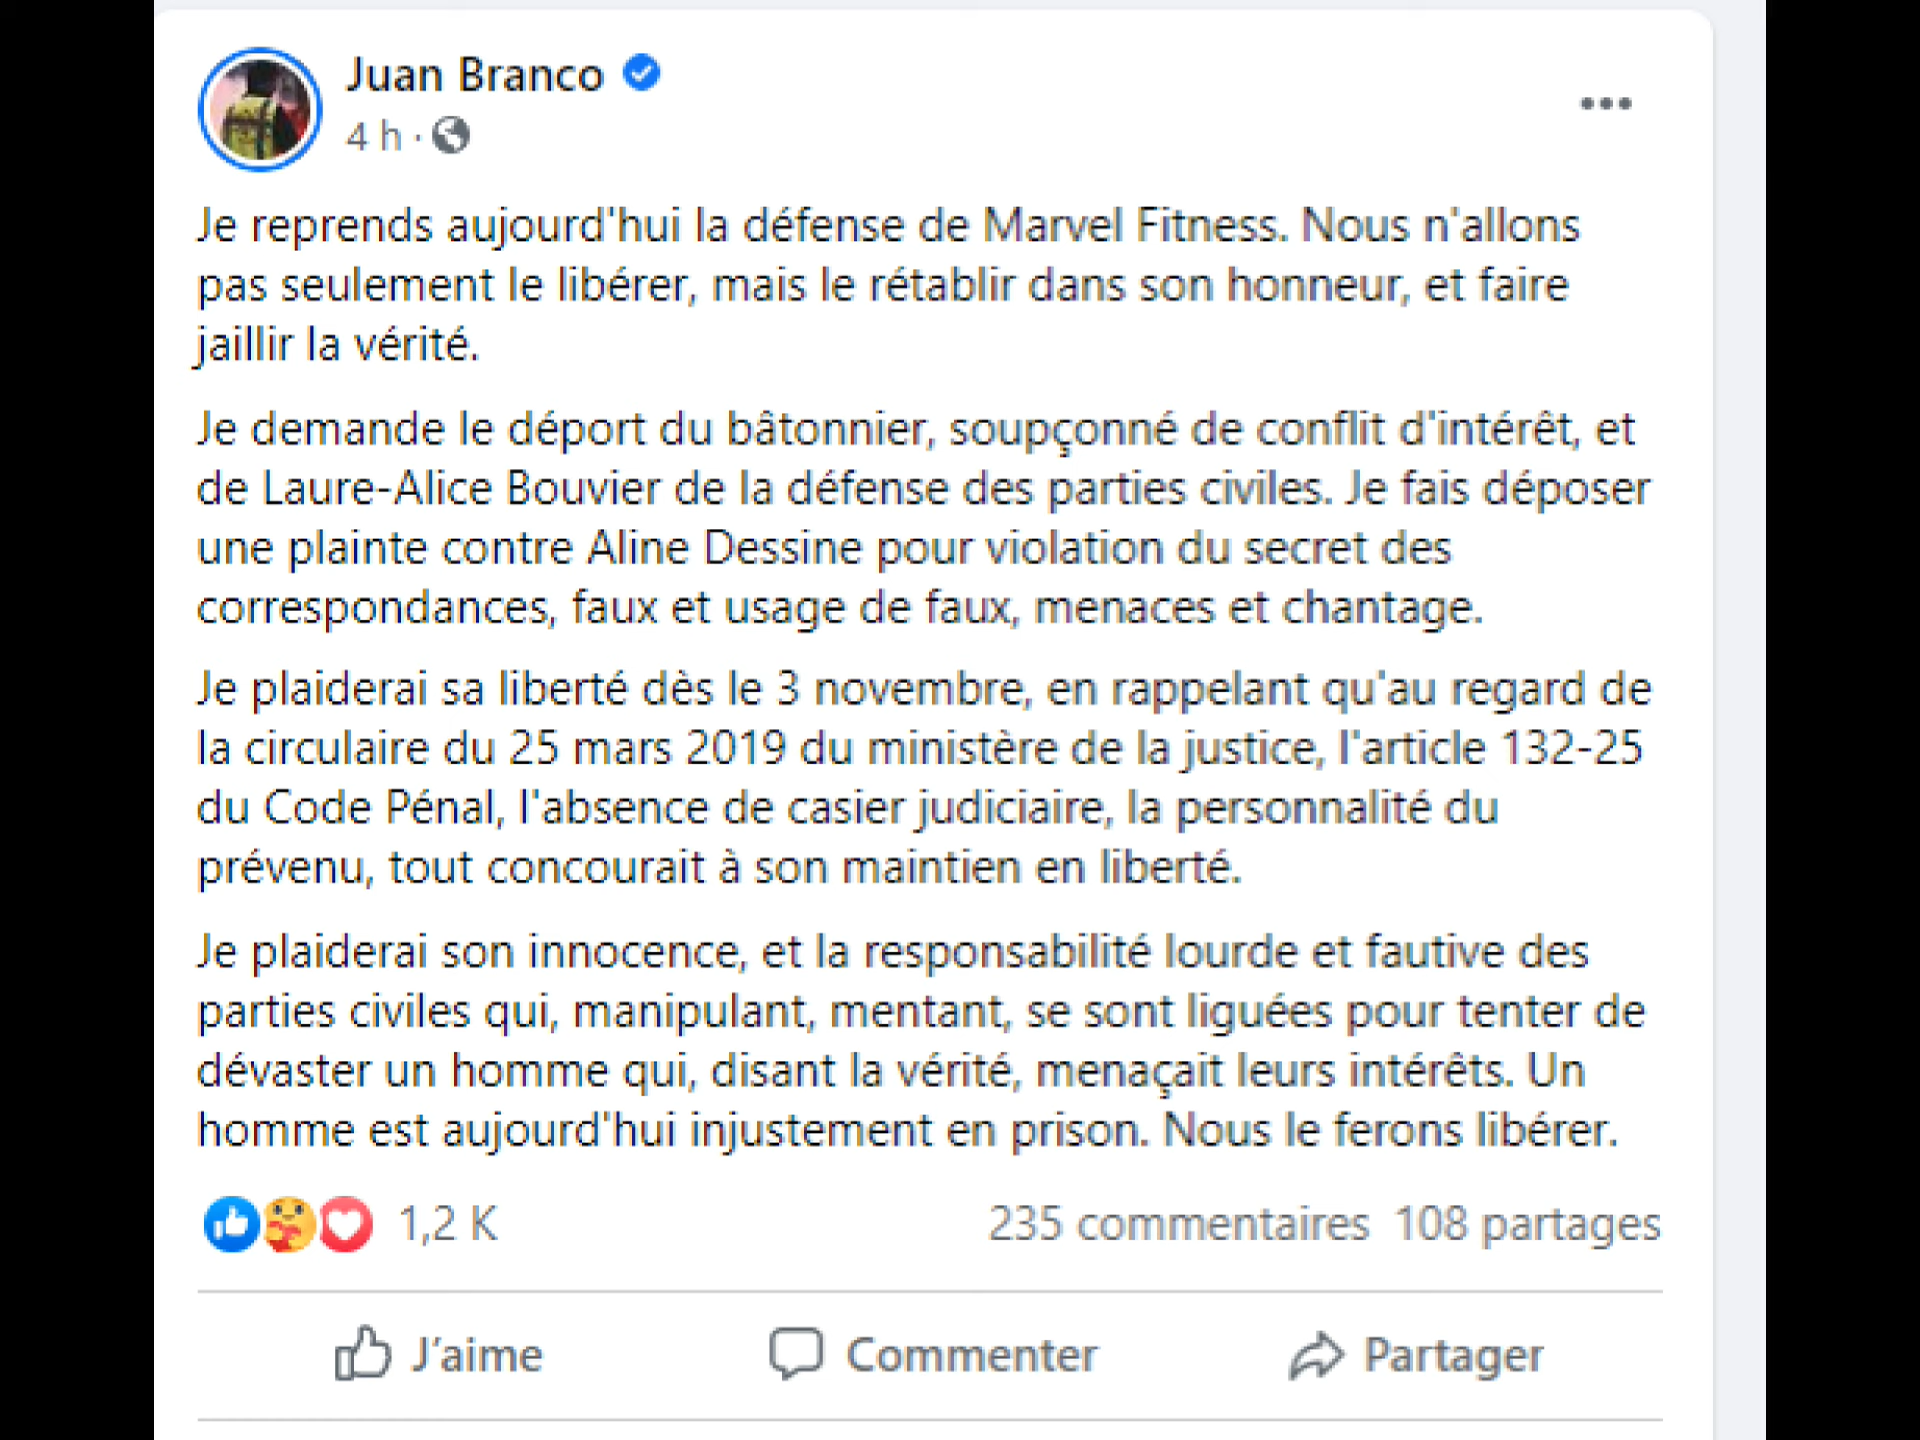 Juan Branco
4 h ·
Je reprends aujourd'hui la défense de Marvel Fitness. Nous n'allons
pas seulement le libérer, mais le rétablir dans son honneur, et faire
jaillir la vérité.
Je demande le déport du bâtonnier, soupçonné de conflit d'intérêt, et
de Laure-Alice Bouvier de la défense des parties civiles. Je fais déposer
une plainte contre Aline Dessine pour violation du secret des
correspondances, faux et usage de faux, menaces et chantage.
Je plaiderai sa liberté dès le 3 novembre, en rappelant qu'au regard de
la circulaire du 25 mars 2019 du ministère de la justice, l'article 132-25
du Code Pénal, l'absence de casier judiciaire, la personnalité du
prévenu, tout concourait à son maintien en liberté.
Je plaiderai son innocence, et la responsabilité lourde et fautive des
parties civiles qui, manipulant, mentant, se sont liguées pour tenter de
dévaster un homme qui, disant la vérité, menaçait leurs intérêts. Un
homme est aujourd'hui injustement en prison. Nous le ferons libérer.
1,2 K 235 commentaires 108 partages
J'aime Commenter Partager